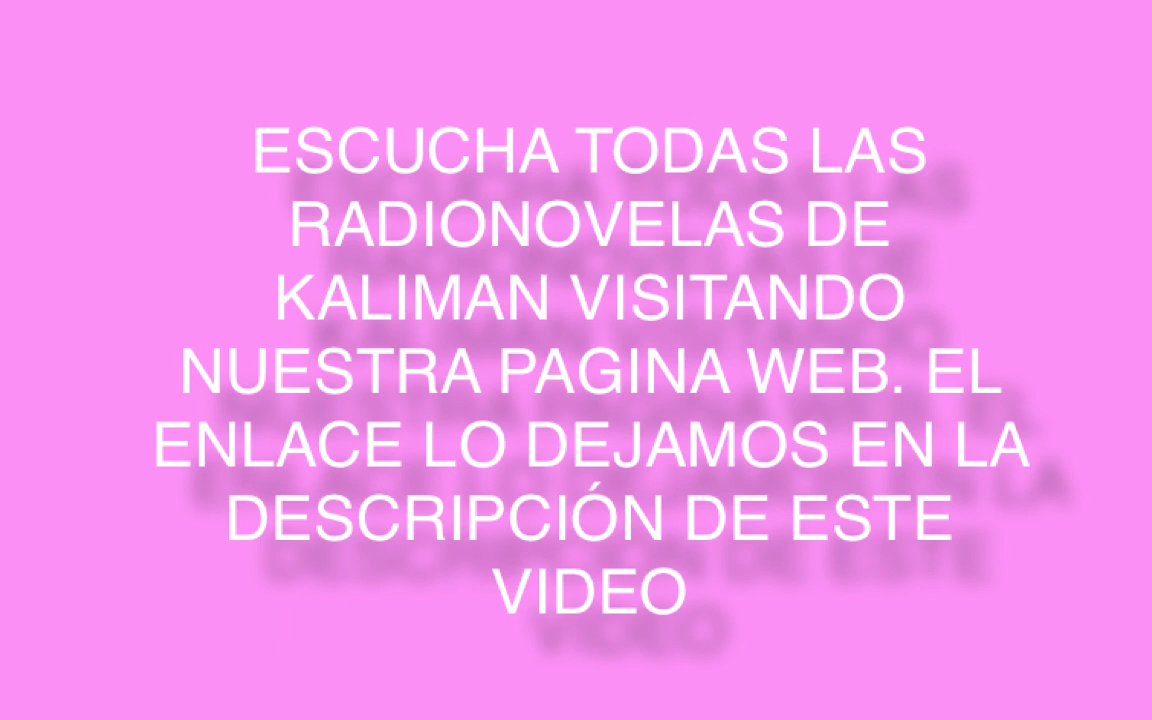 ESCUCHA TODAS LAS
RADIONOVELAS DE
KALIMAN VISITANDO
NUESTRA PAGINA WEB. EL
ENLACE LO DEJAMOS EN LA
DESCRIPCIÓN DE ESTE
VIDEO